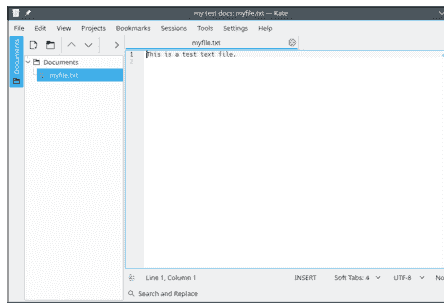 my test docs: myfile.txt — Kate
File Edit View Projects Bookmarks Sessions Tools Settings Help
Documents
myfile.txt
Documents
myfile.txt
1 This is a test text file.
2
Line 1, Column 1 INSERT Soft Tabs: 4 UTF-8 No
Search and Replace